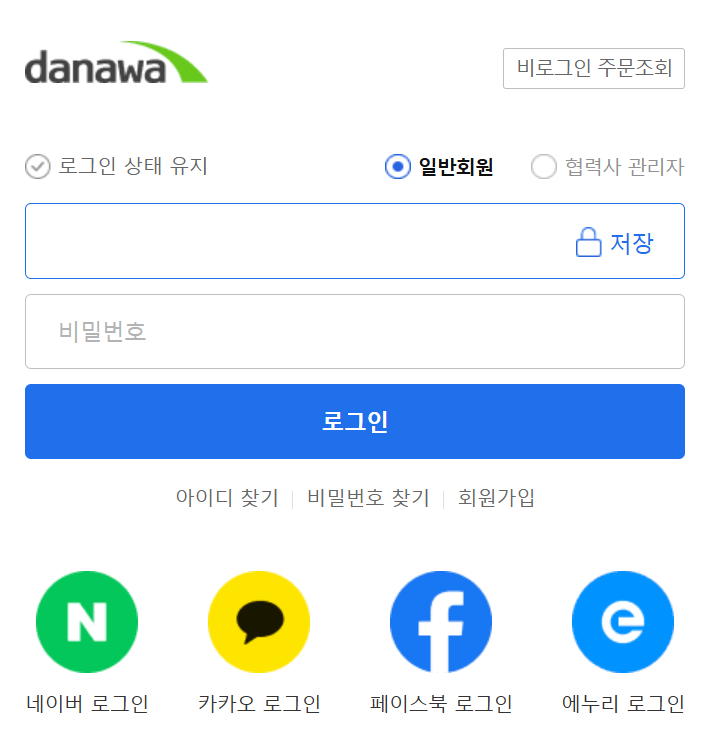 danawa
비로그인 주문조회
로그인 상태 유지
일반회원
협력사 관리자
저장
비밀번호
로그인
아이디 찾기
비밀번호 찾기
회원가입
N
f
e
네이버 로그인
카카오 로그인
페이스북 로그인
에누리 로그인